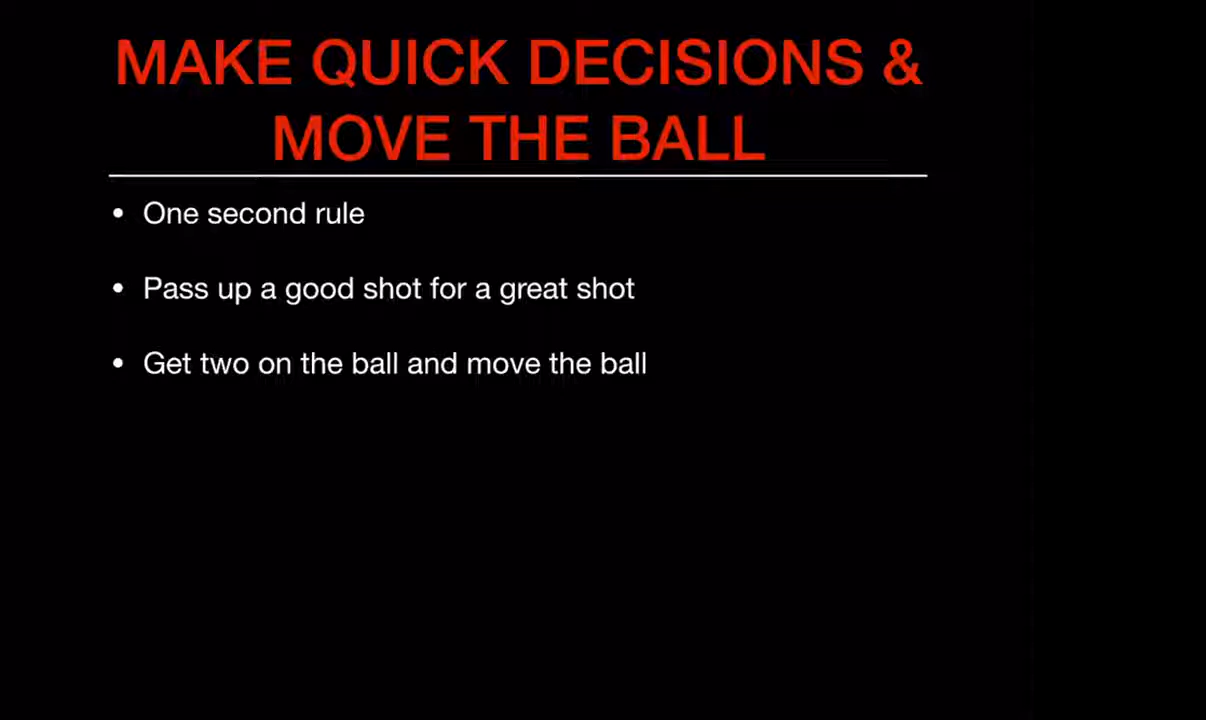 MAKE QUICK DECISIONS &
MOVE THE BALL
• One second rule
• Pass up a good shot for a great shot
• Get two on the ball and move the ball